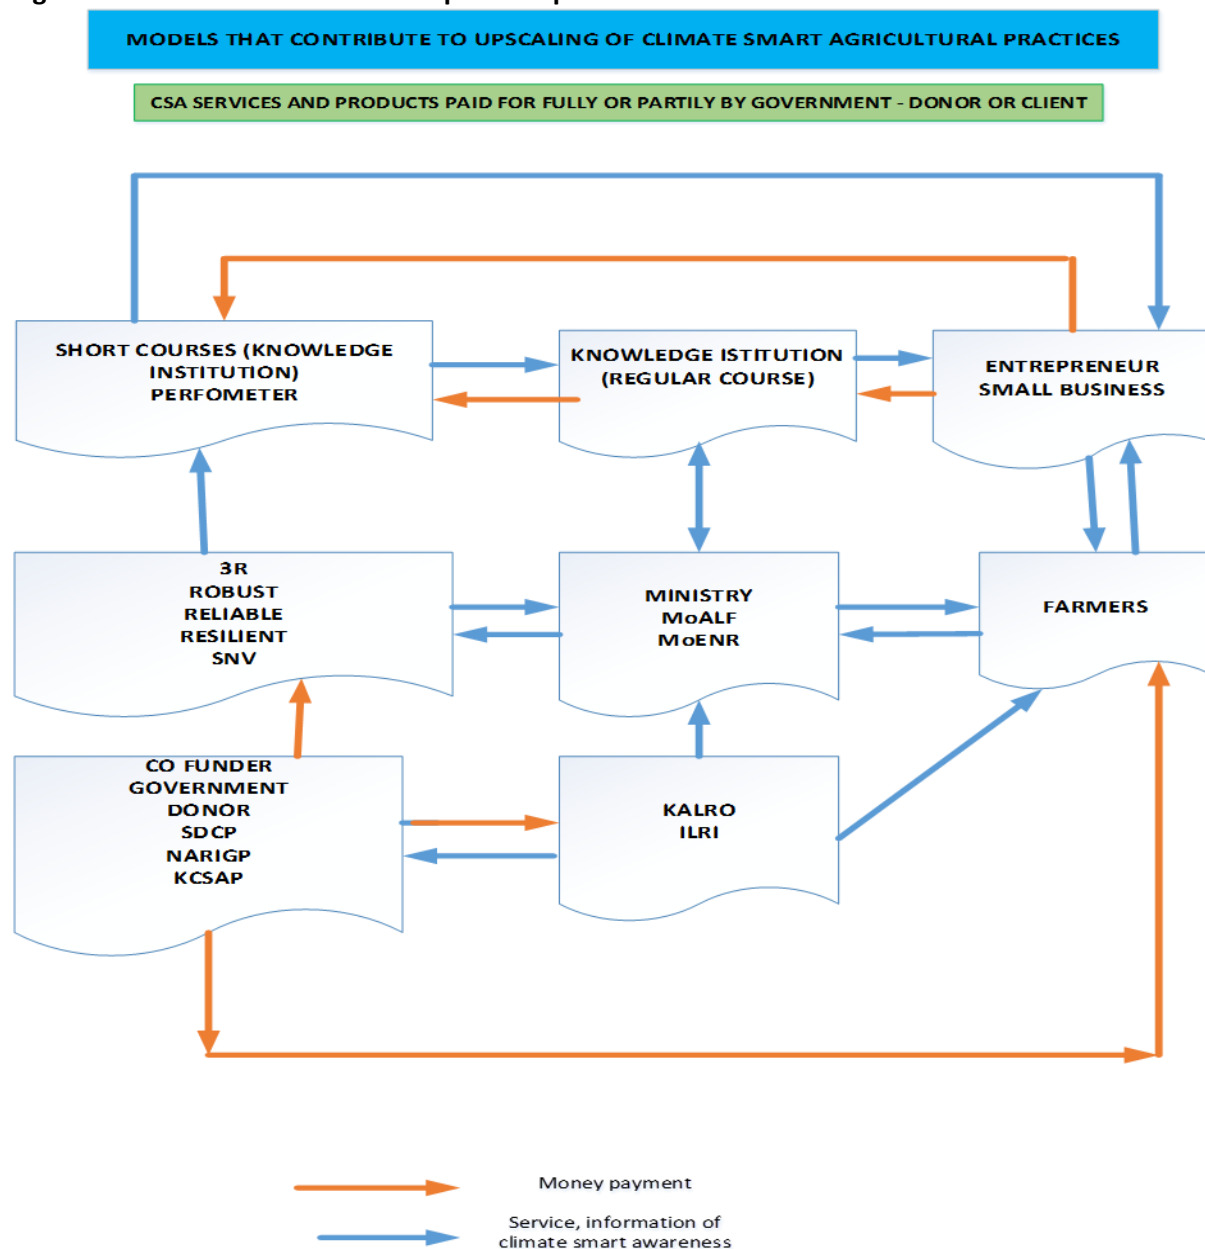 MODELS THAT CONTRIBUTE TO UPSCALING OF CLIMATE SMART AGRICULTURAL PRACTICES
CSA SERVICES AND PRODUCTS PAID FOR FULLY OR PARTILY BY GOVERNMENT - DONOR OR CLIENT
SHORT COURSES (KNOWLEDGE
INSTITUTION)
PERFOMETER
KNOWLEDGE ISTITUTION
(REGULAR COURSE)
ENTREPRENEUR
SMALL BUSINESS
3R
ROBUST
RELIABLE
RESILIENT
SNV
MINISTRY
MoALF
MoENR
FARMERS
CO FUNDER
GOVERNMENT
DONOR
SDCP
NARIGP
KCSAP
KALRO
ILRI
Money payment
Service, information of
climate smart awareness